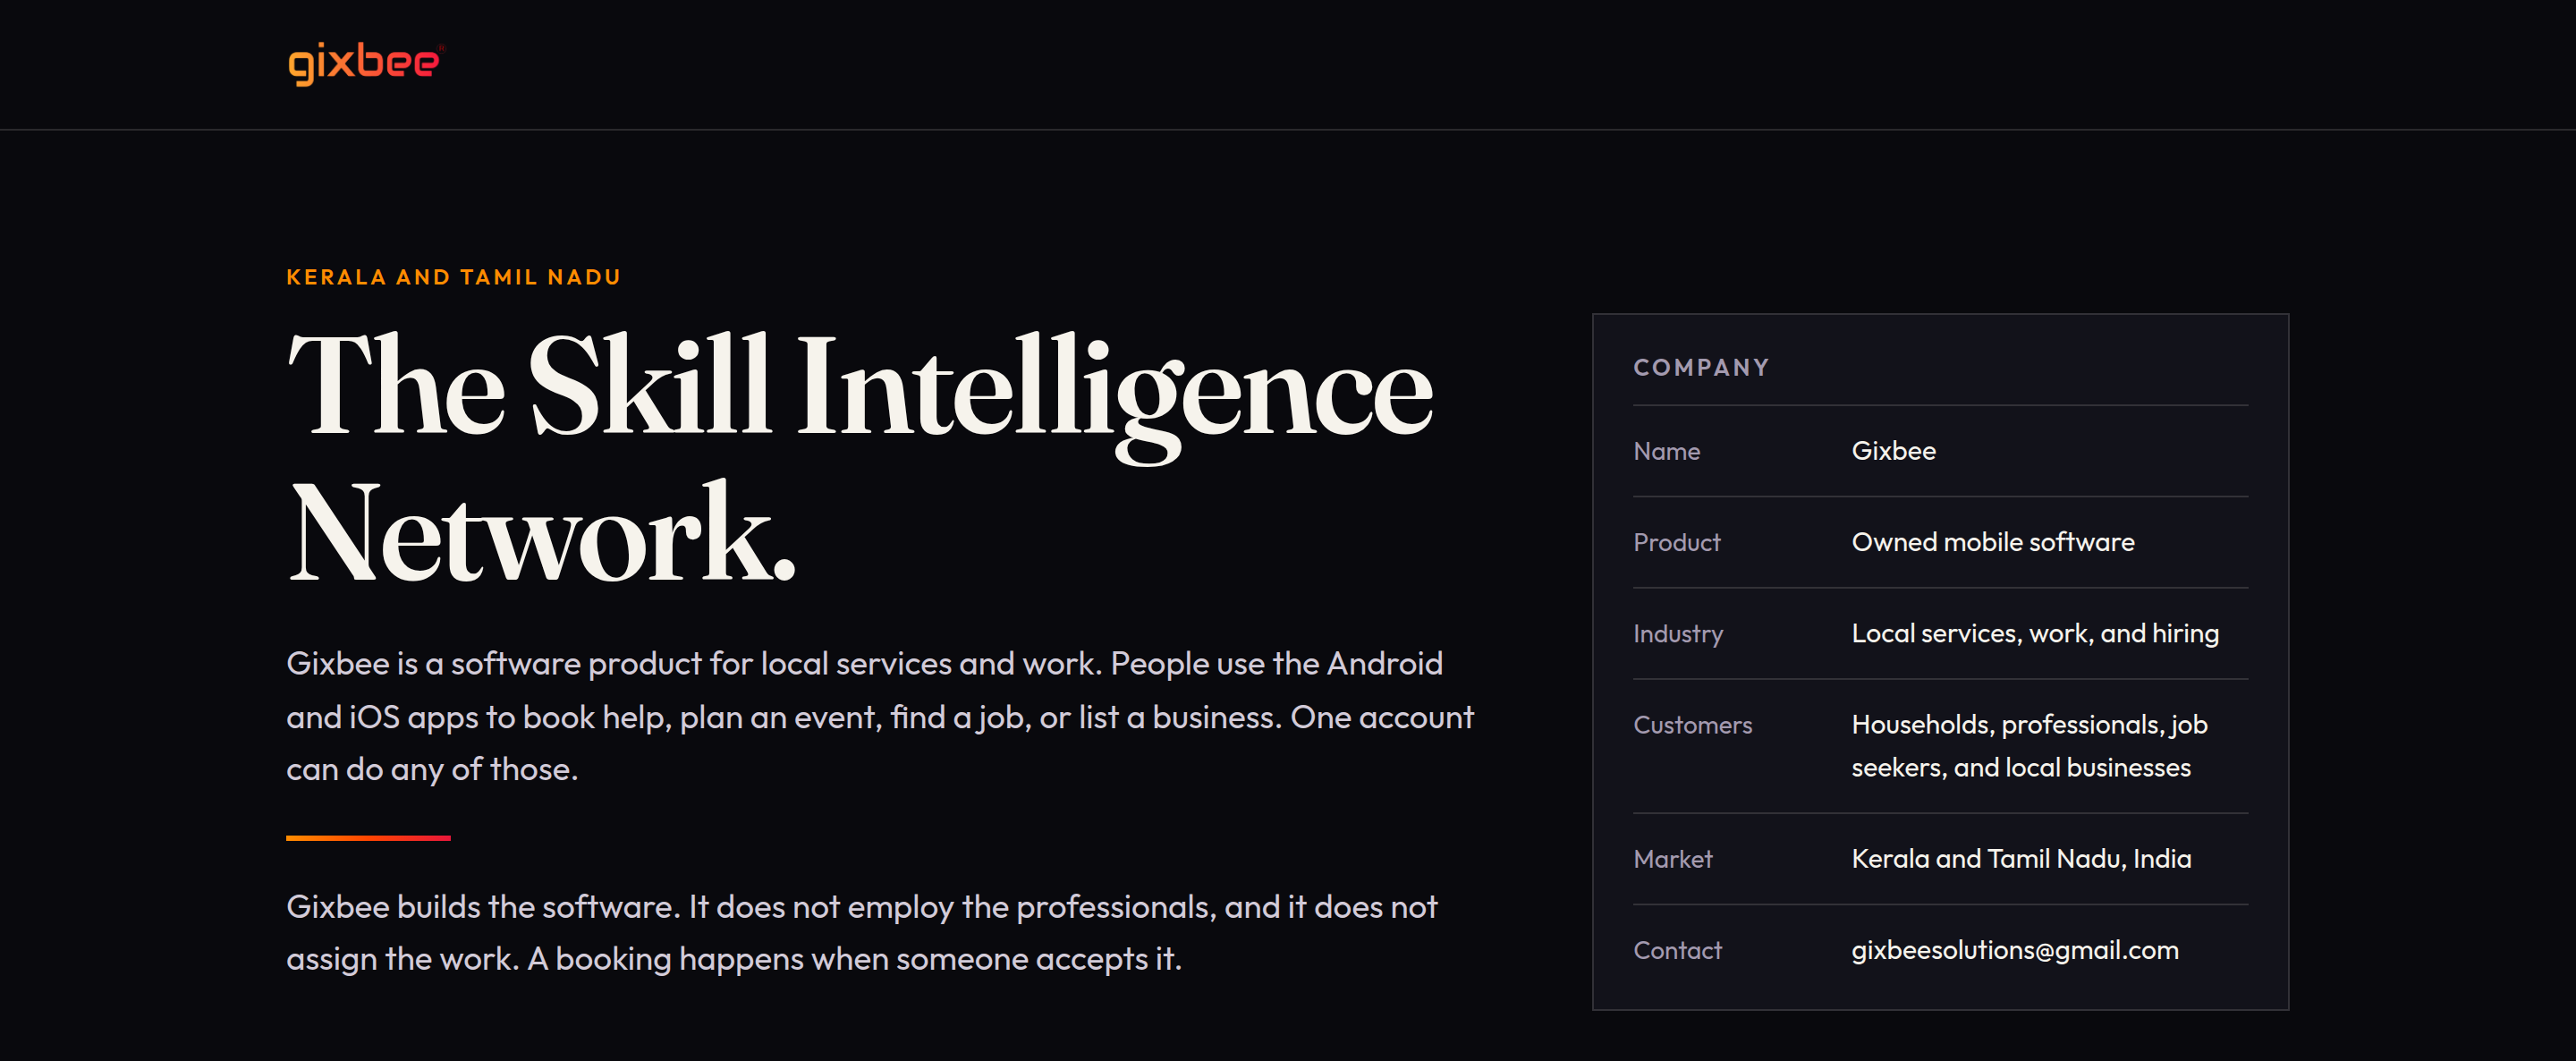 gixbee
KERALA AND TAMIL NADU
The Skill Intelligence
Network.
Gixbee is a software product for local services and work. People use the Android
and iOS apps to book help, plan an event, find a job, or list a business. One account
can do any of those.
Gixbee builds the software. It does not employ the professionals, and it does not
assign the work. A booking happens when someone accepts it.
COMPANY
Name Gixbee
Product Owned mobile software
Industry Local services, work, and hiring
Customers Households, professionals, job
seekers, and local businesses
Market Kerala and Tamil Nadu, India
Contact gixbeesolutions@gmail.com